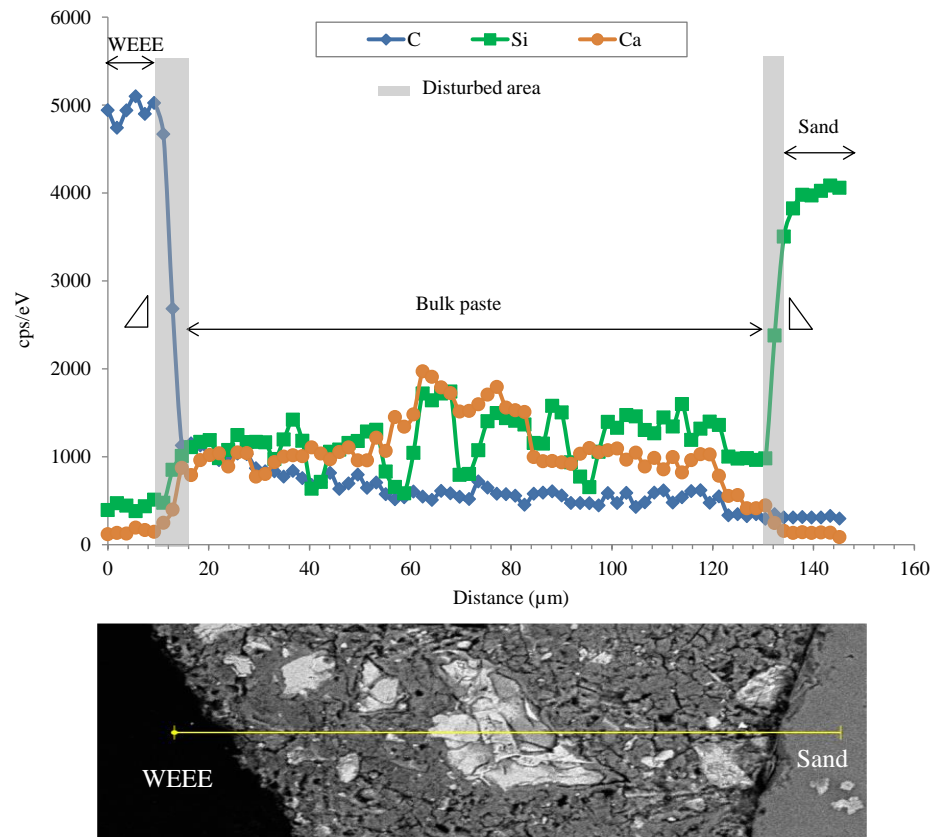 6000
5000
4000
3000
2000
1000
0
cps/eV
WEEE
C Si Ca
Disturbed area
Sand
Bulk paste
0 20 40 60 80 100 120 140 160
Distance (µm)
WEEE
Sand